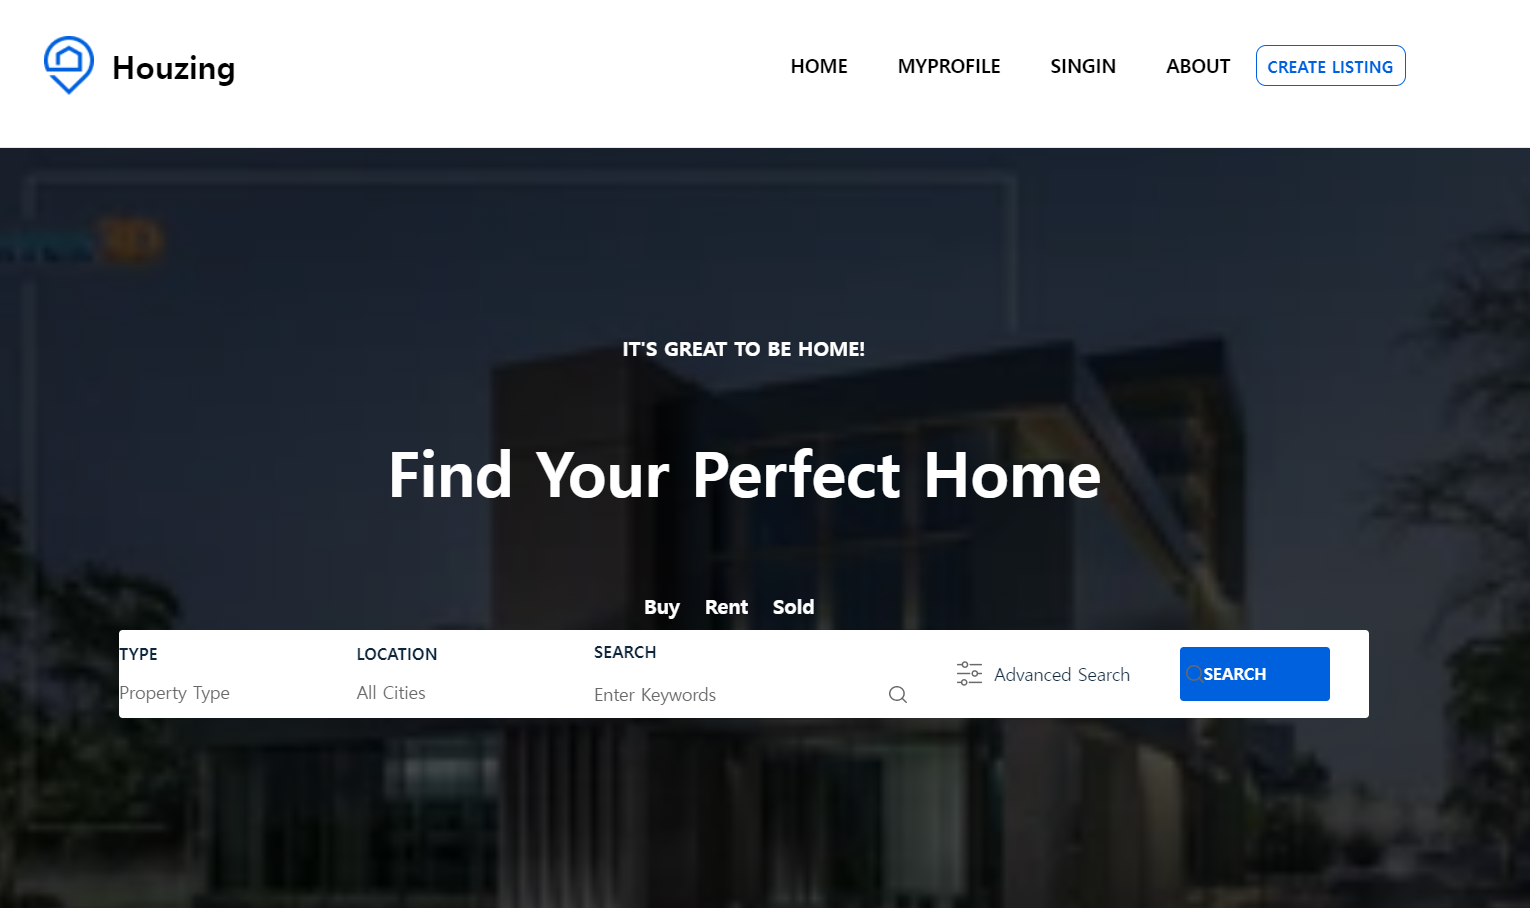 Houzing
HOME MYPROFILE SINGIN ABOUT CREATE LISTING
3D
IT'S GREAT TO BE HOME!
Find Your Perfect Home
Buy Rent Sold
TYPE LOCATION SEARCH
Property Type All Cities Enter Keywords
Advanced Search SEARCH